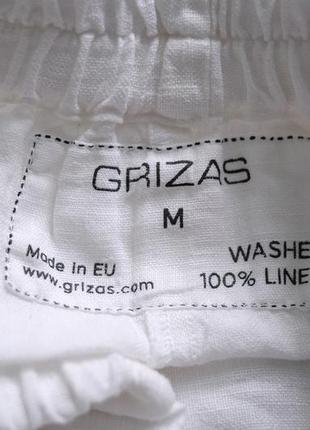 GRIZAS
M
Made in EU
www.grizas.com
WASHE
100% LINE